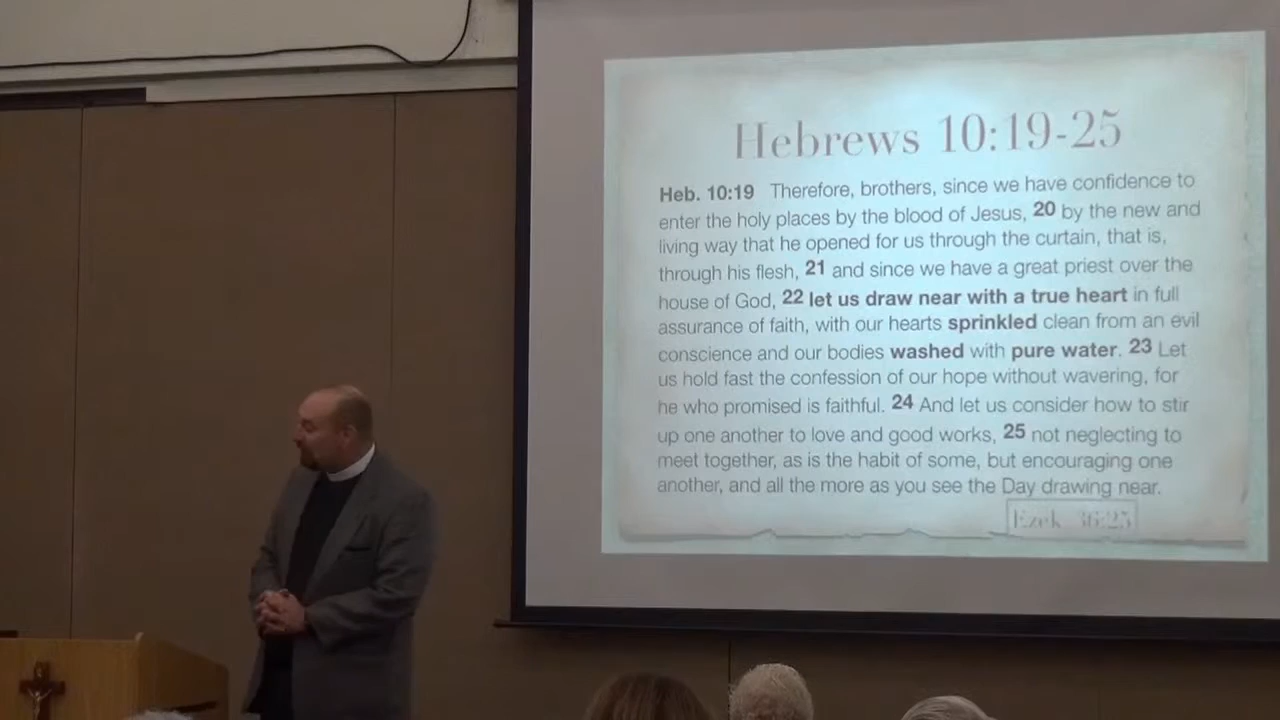 Hebrews 10:19-25
Heb. 10:19 Therefore, brothers, since we have confidence to
enter the holy places by the blood of Jesus, 20 by the new and
living way that he opened for us through the curtain, that is,
through his flesh, 21 and since we have a great priest over the
house of God, 22 let us draw near with a true heart in full
assurance of faith, with our hearts sprinkled clean from an evil
conscience and our bodies washed with pure water. 23 Let
us hold fast the confession of our hope without wavering, for
he who promised is faithful. 24 And let us consider how to stir
up one another to love and good works, 25 not neglecting to
meet together, as is the habit of some, but encouraging one
another, and all the more as you see the Day drawing near.
Ezek 36:25